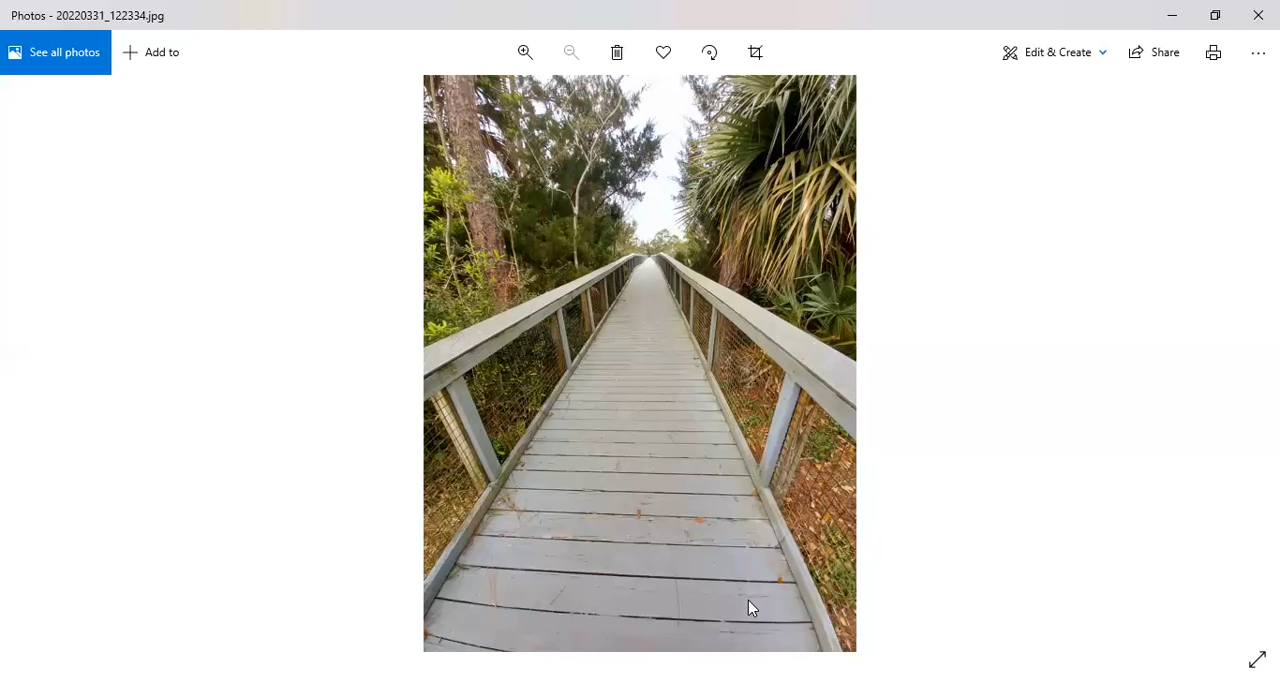 Photos - 20220331_122334.jpg
See all photos
Add to
Edit & Create
Share